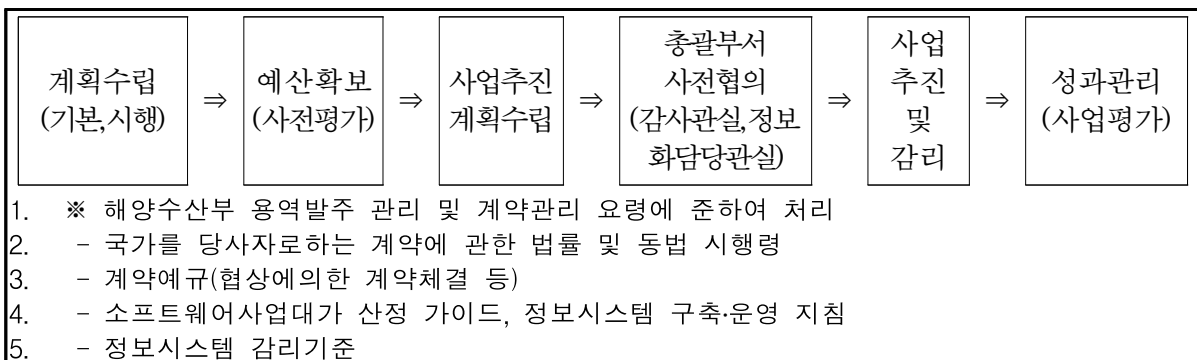 계획수립
(기본,시행)
⇒
예산확보
(사전평가)
⇒
사업추진
계획수립
⇒
총괄부서
사전협의
(감사관실,정보
화담당관실)
⇒
사업
추진
및
감리
⇒
성과관리
(사업평가)
1. ※ 해양수산부 용역발주 관리 및 계약관리 요령에 준하여 처리
2. - 국가를 당사자로하는 계약에 관한 법률 및 동법 시행령
3. - 계약예규(협상에의한 계약체결 등)
4. - 소프트웨어사업대가 산정 가이드, 정보시스템 구축·운영 지침
5. - 정보시스템 감리기준